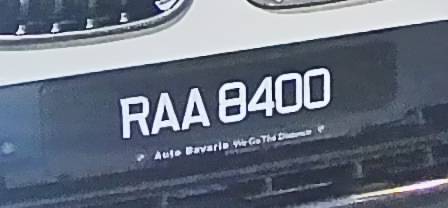 RAA 8400
Auto Bavaria We Go The Distance